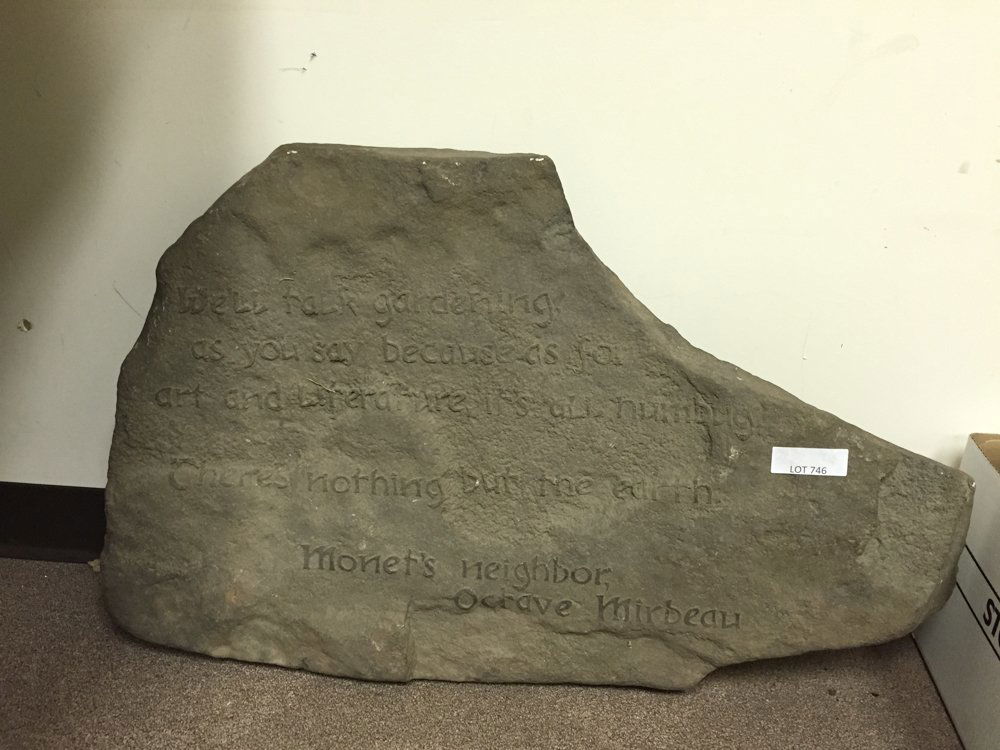 We'll talk gardening,
as you say, because as for
art and Literature, it's all humbug!
There's nothing but the earth.
Monet's neighbor,
Octave Mirbeau
LOT 746